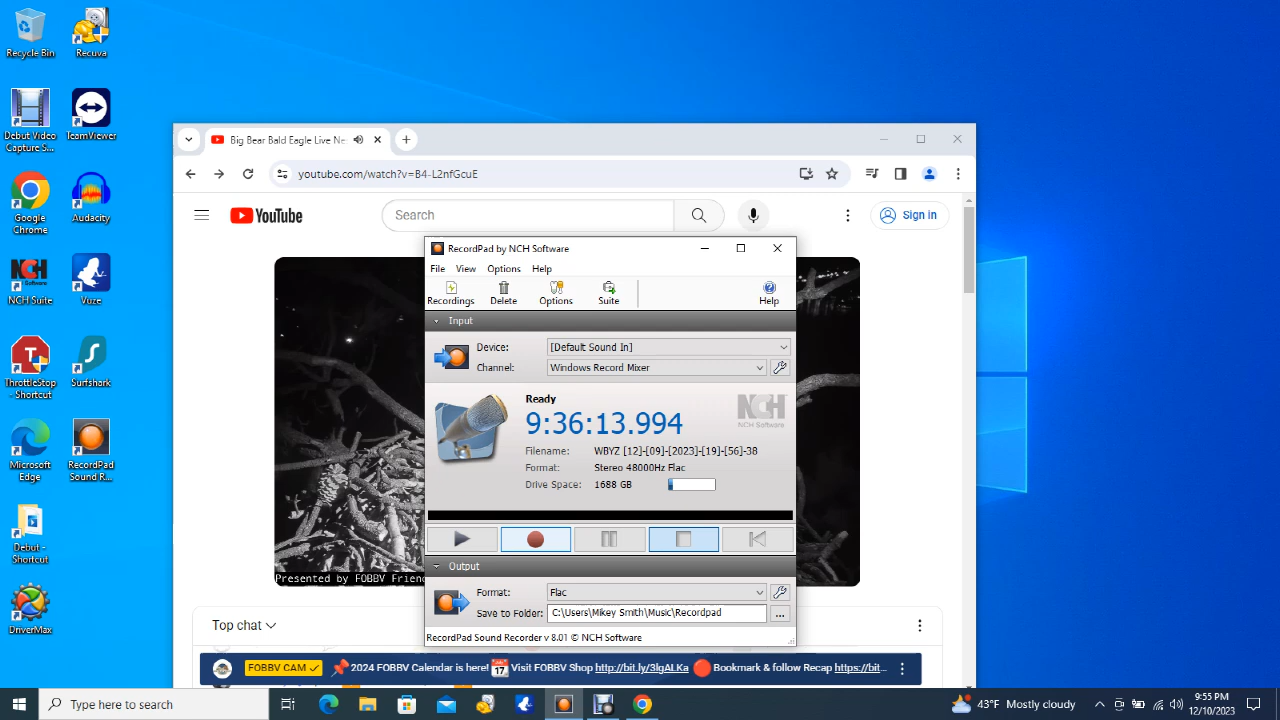 Recycle Bin
Recuva
Debut Video
Capture S...
TeamViewer
Google
Chrome
Audacity
NCH
Software
NCH Suite
Vuze
ThrottleStop
- Shortcut
Surfshark
Microsoft
Edge
RecordPad
Sound R...
Debut -
Shortcut
DriverMax
Big Bear Bald Eagle Live Ne
youtube.com/watch?v=B4-L2nfGcuE
YouTube
Search
Sign in
RecordPad by NCH Software
File View Options Help
Recordings Delete Options Suite Help
Input
Device: [Default Sound In]
Channel: Windows Record Mixer
Ready
9:36:13.994
NCH
NCH Software
Filename: WBYZ [12]-[09]-[2023]-[19]-[56]-38
Format: Stereo 48000Hz Flac
Drive Space: 1688 GB
Output
Format: Flac
Save to Folder: C:\Users\Mikey Smith\Music\Recordpad
...
RecordPad Sound Recorder v 8.01 © NCH Software
Presented by FOBBV Frien
Top chat
FOBBV CAM ✓ 📌2024 FOBBV Calendar is here! 📅 Visit FOBBV Shop http://bit.ly/3lgALKa 🔴 Bookmark & follow Recap https://bit...
Type here to search
43°F Mostly cloudy
9:55 PM
12/10/2023